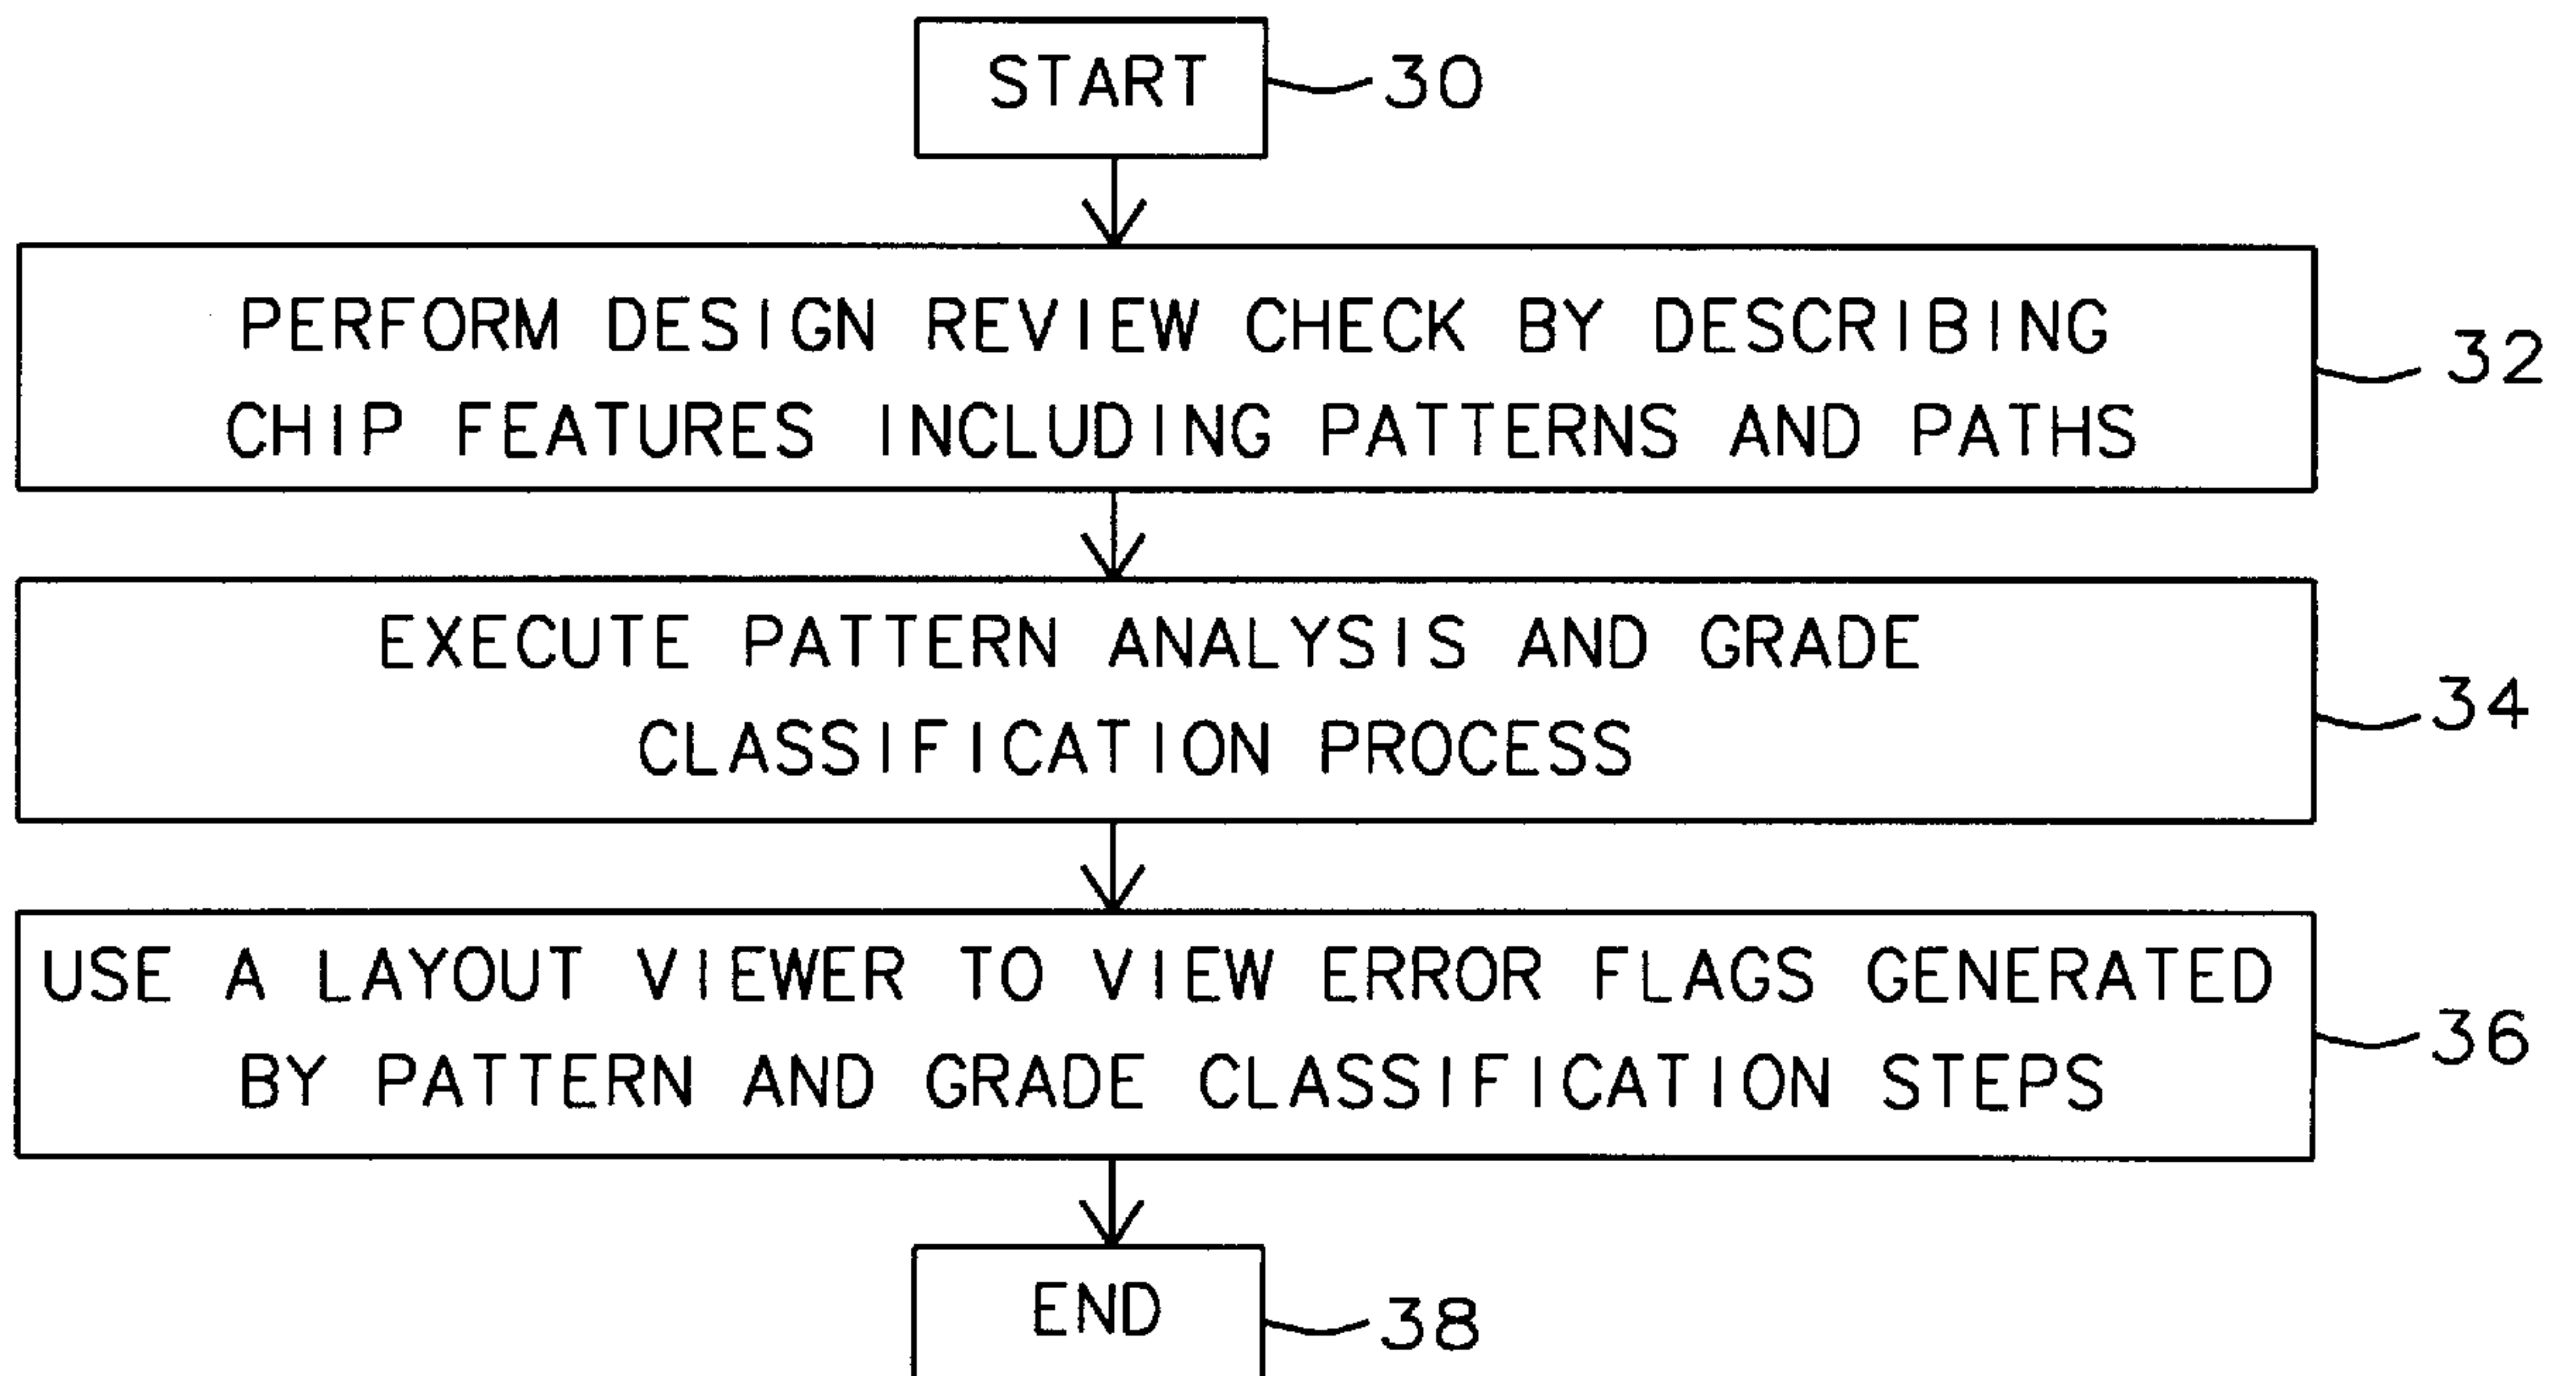 START
30
PERFORM DESIGN REVIEW CHECK BY DESCRIBING
CHIP FEATURES INCLUDING PATTERNS AND PATHS
32
EXECUTE PATTERN ANALYSIS AND GRADE
CLASSIFICATION PROCESS
34
USE A LAYOUT VIEWER TO VIEW ERROR FLAGS GENERATED
BY PATTERN AND GRADE CLASSIFICATION STEPS
36
END
38